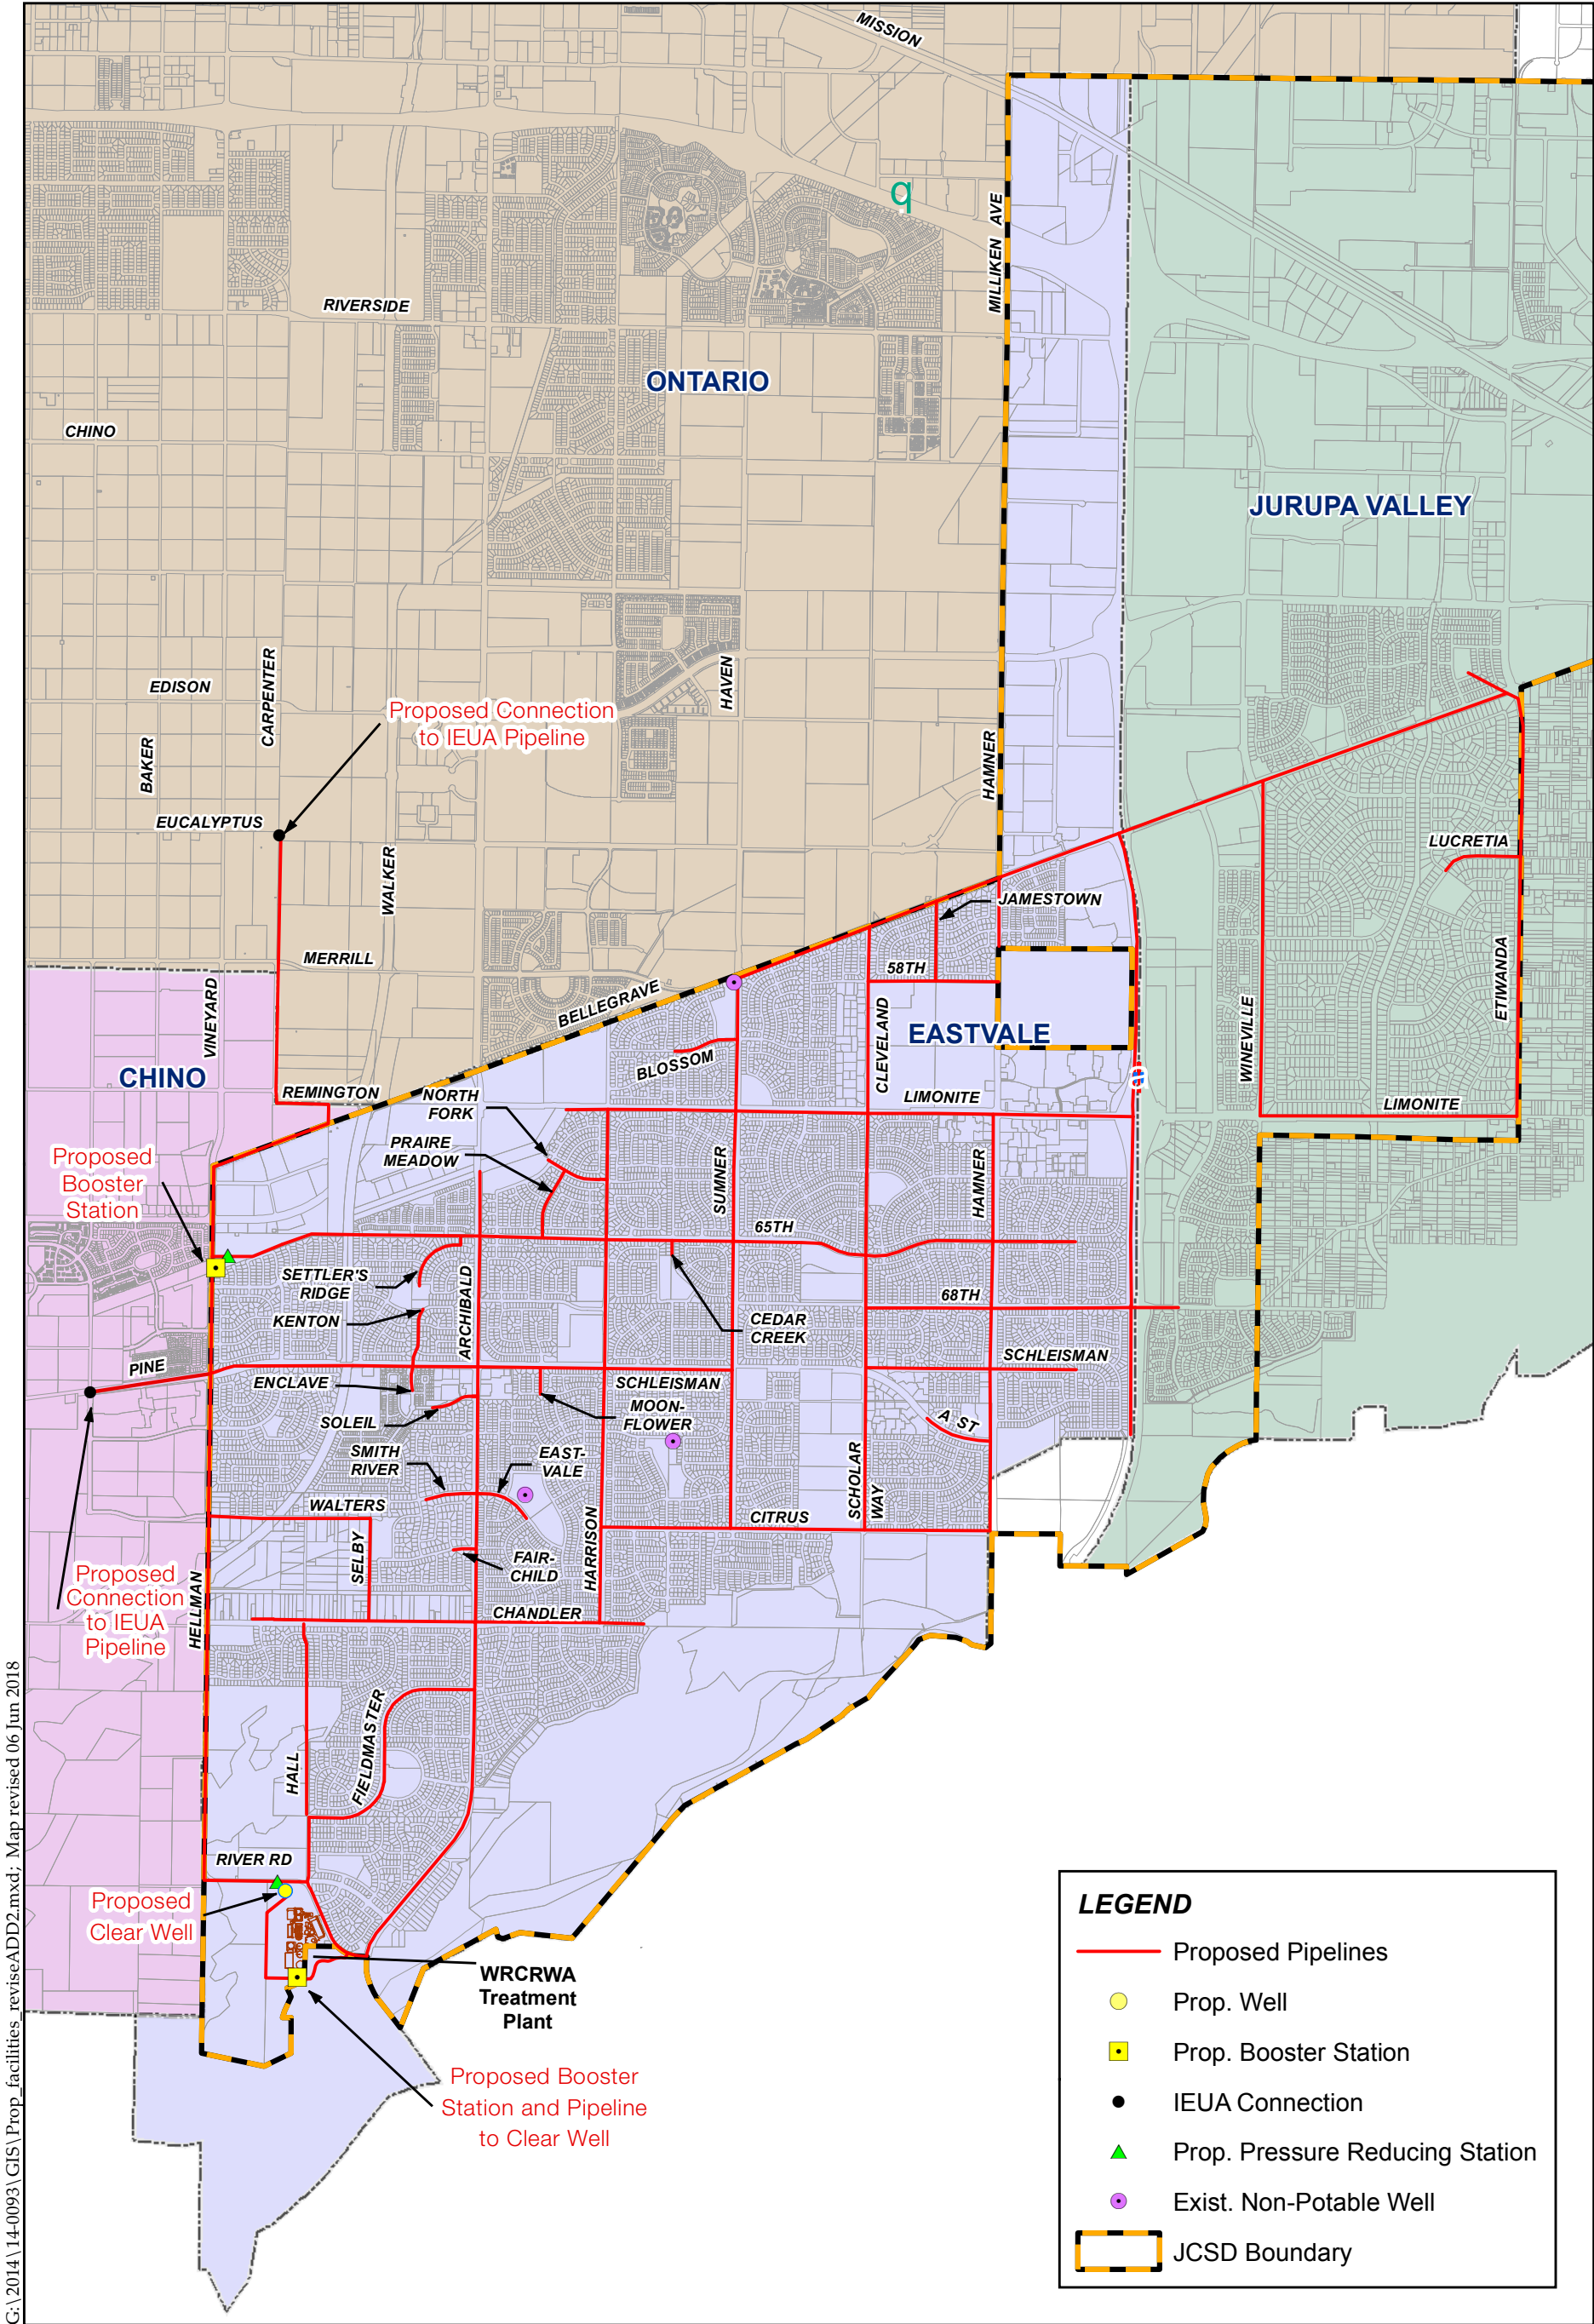 MISSION
MILLIKEN AVE
q
RIVERSIDE
ONTARIO
CHINO
JURUPA VALLEY
EDISON
CARPENTER
HAVEN
Proposed Connection
to IEUA Pipeline
BAKER
HAMNER
EUCALYPTUS
WALKER
LUCRETIA
JAMESTOWN
MERRILL
58TH
VINEYARD
BELLEGRAVE
ETIWANDA
CLEVELAND
EASTVALE
WINEVILLE
BLOSSOM
CHINO
REMINGTON
NORTH
FORK
LIMONITE
LIMONITE
PRAIRE
MEADOW
Proposed
Booster
Station
SUMNER
HAMNER
65TH
SETTLER'S
RIDGE
ARCHIBALD
68TH
KENTON
CEDAR
CREEK
PINE
SCHLEISMAN
ENCLAVE
SCHLEISMAN
SOLEIL
MOON-
FLOWER
A ST
SMITH
RIVER
EAST-
VALE
SCHOLAR
WAY
WALTERS
CITRUS
SELBY
HARRISON
FAIR-
CHILD
Proposed
Connection
to IEUA
Pipeline
HELLMAN
CHANDLER
FIELDMASTER
HALL
RIVER RD
Proposed
Clear Well
WRCRWA
Treatment
Plant
Proposed Booster
Station and Pipeline
to Clear Well
LEGEND
Proposed Pipelines
Prop. Well
Prop. Booster Station
IEUA Connection
Prop. Pressure Reducing Station
Exist. Non-Potable Well
JCSD Boundary
G:\2014\14-0093\GIS\Prop_facilities_reviseADD2.mxd; Map revised 06 Jun 2018